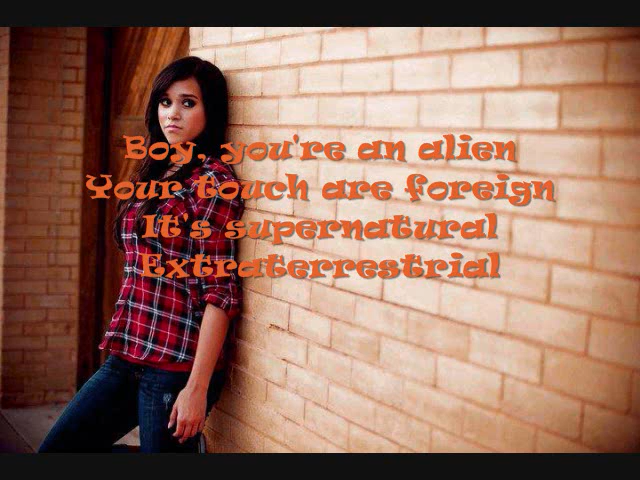 Boy, you're an alien
Your touch are foreign
It's supernatural
Extraterrestrial